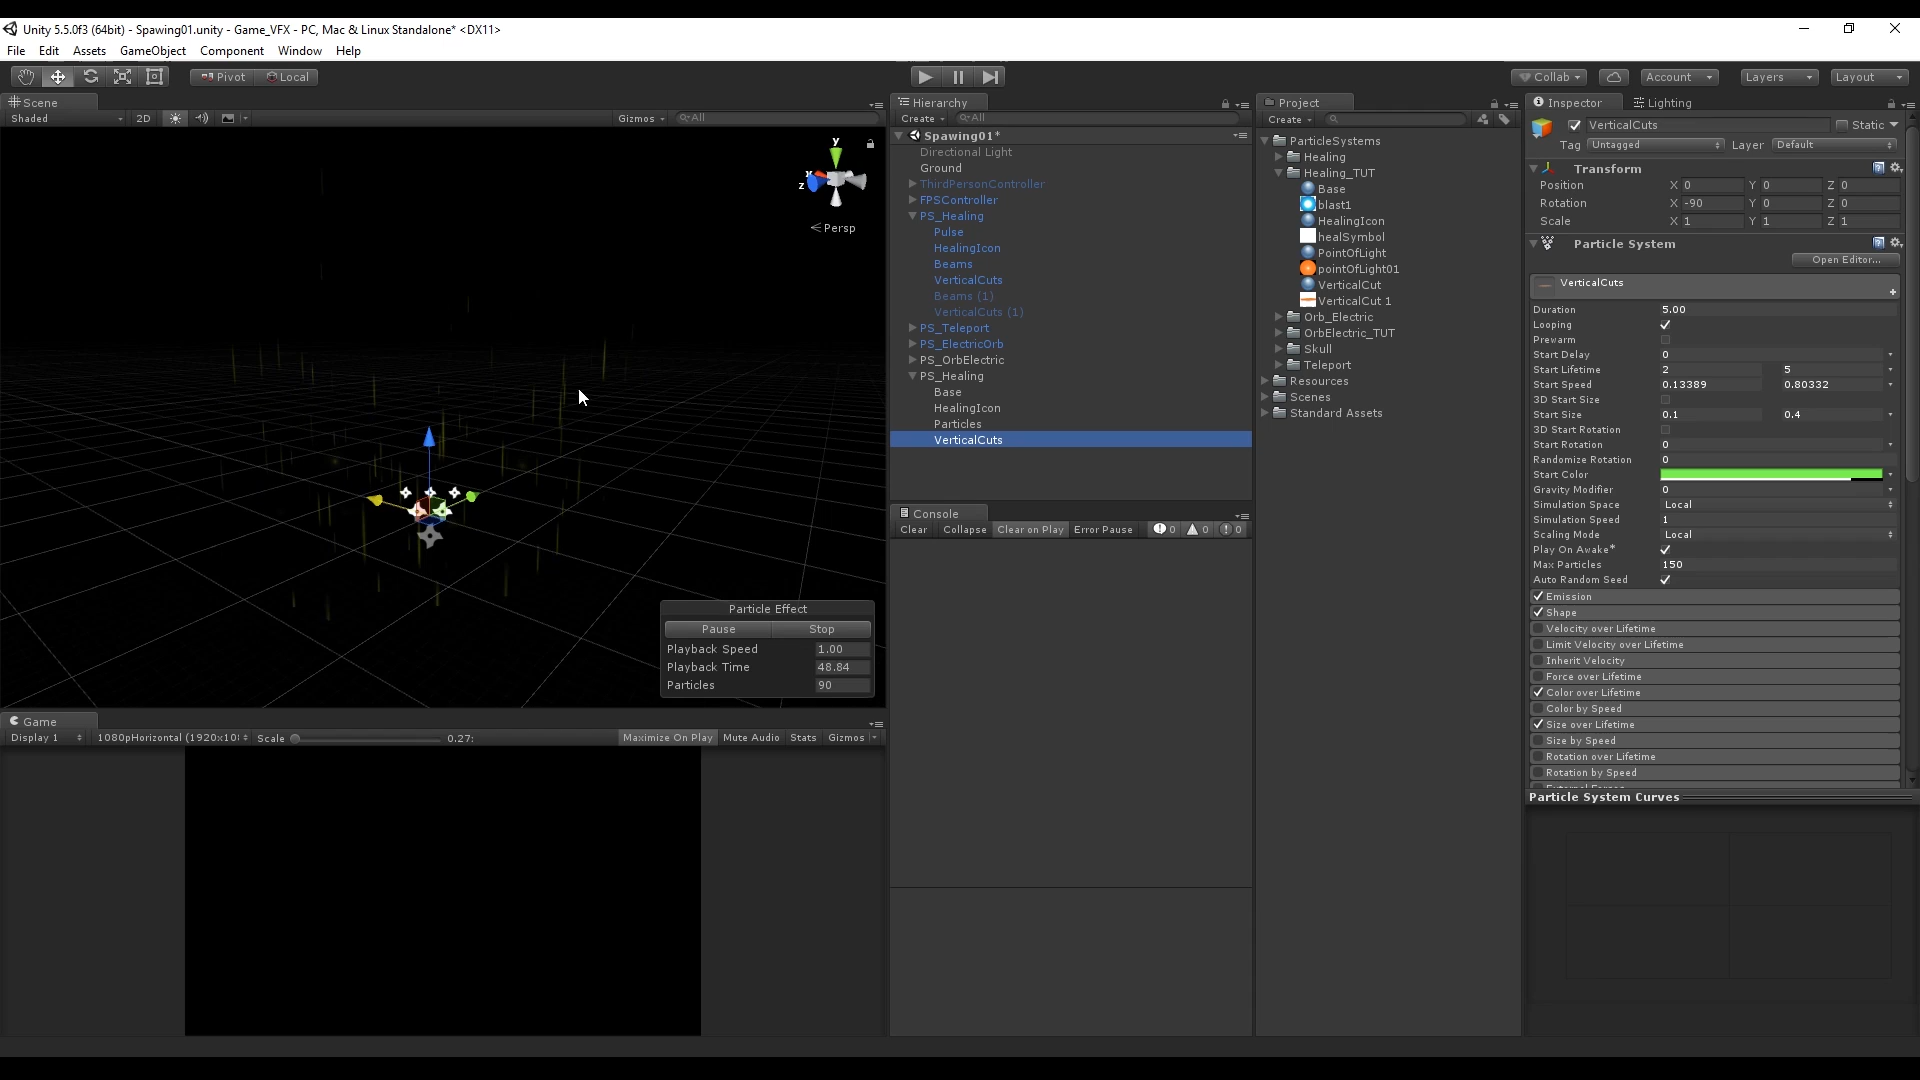 Unity 5.5.0f3 (64bit) - Spawing01.unity - Game_VFX - PC, Mac & Linux Standalone* <DX11>
File Edit Assets GameObject Component Window Help
Pivot Local
Collab Account Layers Layout
Scene
Shaded 2D Gizmos All
y
x
z
Persp
Particle Effect
Pause Stop
Playback Speed 1.00
Playback Time 48.84
Particles 90
Game
Display 1 1080pHorizontal (1920x10 Scale 0.27: Maximize On Play Mute Audio Stats Gizmos
Hierarchy
Create All
Spawing01*
Directional Light
Ground
ThirdPersonController
FPSController
PS_Healing
Pulse
HealingIcon
Beams
VerticalCuts
Beams (1)
VerticalCuts (1)
PS_Teleport
PS_ElectricOrb
PS_OrbElectric
PS_Healing
Base
HealingIcon
Particles
VerticalCuts
Console
Clear Collapse Clear on Play Error Pause 0 0 0
Project
Create
ParticleSystems
Healing
Healing_TUT
Base
blast1
HealingIcon
healSymbol
PointOfLight
pointOfLight01
VerticalCut
VerticalCut 1
Orb_Electric
OrbElectric_TUT
Skull
Teleport
Resources
Scenes
Standard Assets
Inspector Lighting
VerticalCuts Static
Tag Untagged Layer Default
Transform
Position X 0 Y 0 Z 0
Rotation X -90 Y 0 Z 0
Scale X 1 Y 1 Z 1
Particle System
Open Editor...
VerticalCuts
Duration 5.00
Looping
Prewarm
Start Delay 0
Start Lifetime 2 5
Start Speed 0.13389 0.80332
3D Start Size
Start Size 0.1 0.4
3D Start Rotation
Start Rotation 0
Randomize Rotation 0
Start Color
Gravity Modifier 0
Simulation Space Local
Simulation Speed 1
Scaling Mode Local
Play On Awake*
Max Particles 150
Auto Random Seed
Emission
Shape
Velocity over Lifetime
Limit Velocity over Lifetime
Inherit Velocity
Force over Lifetime
Color over Lifetime
Color by Speed
Size over Lifetime
Size by Speed
Rotation over Lifetime
Rotation by Speed
Particle System Curves